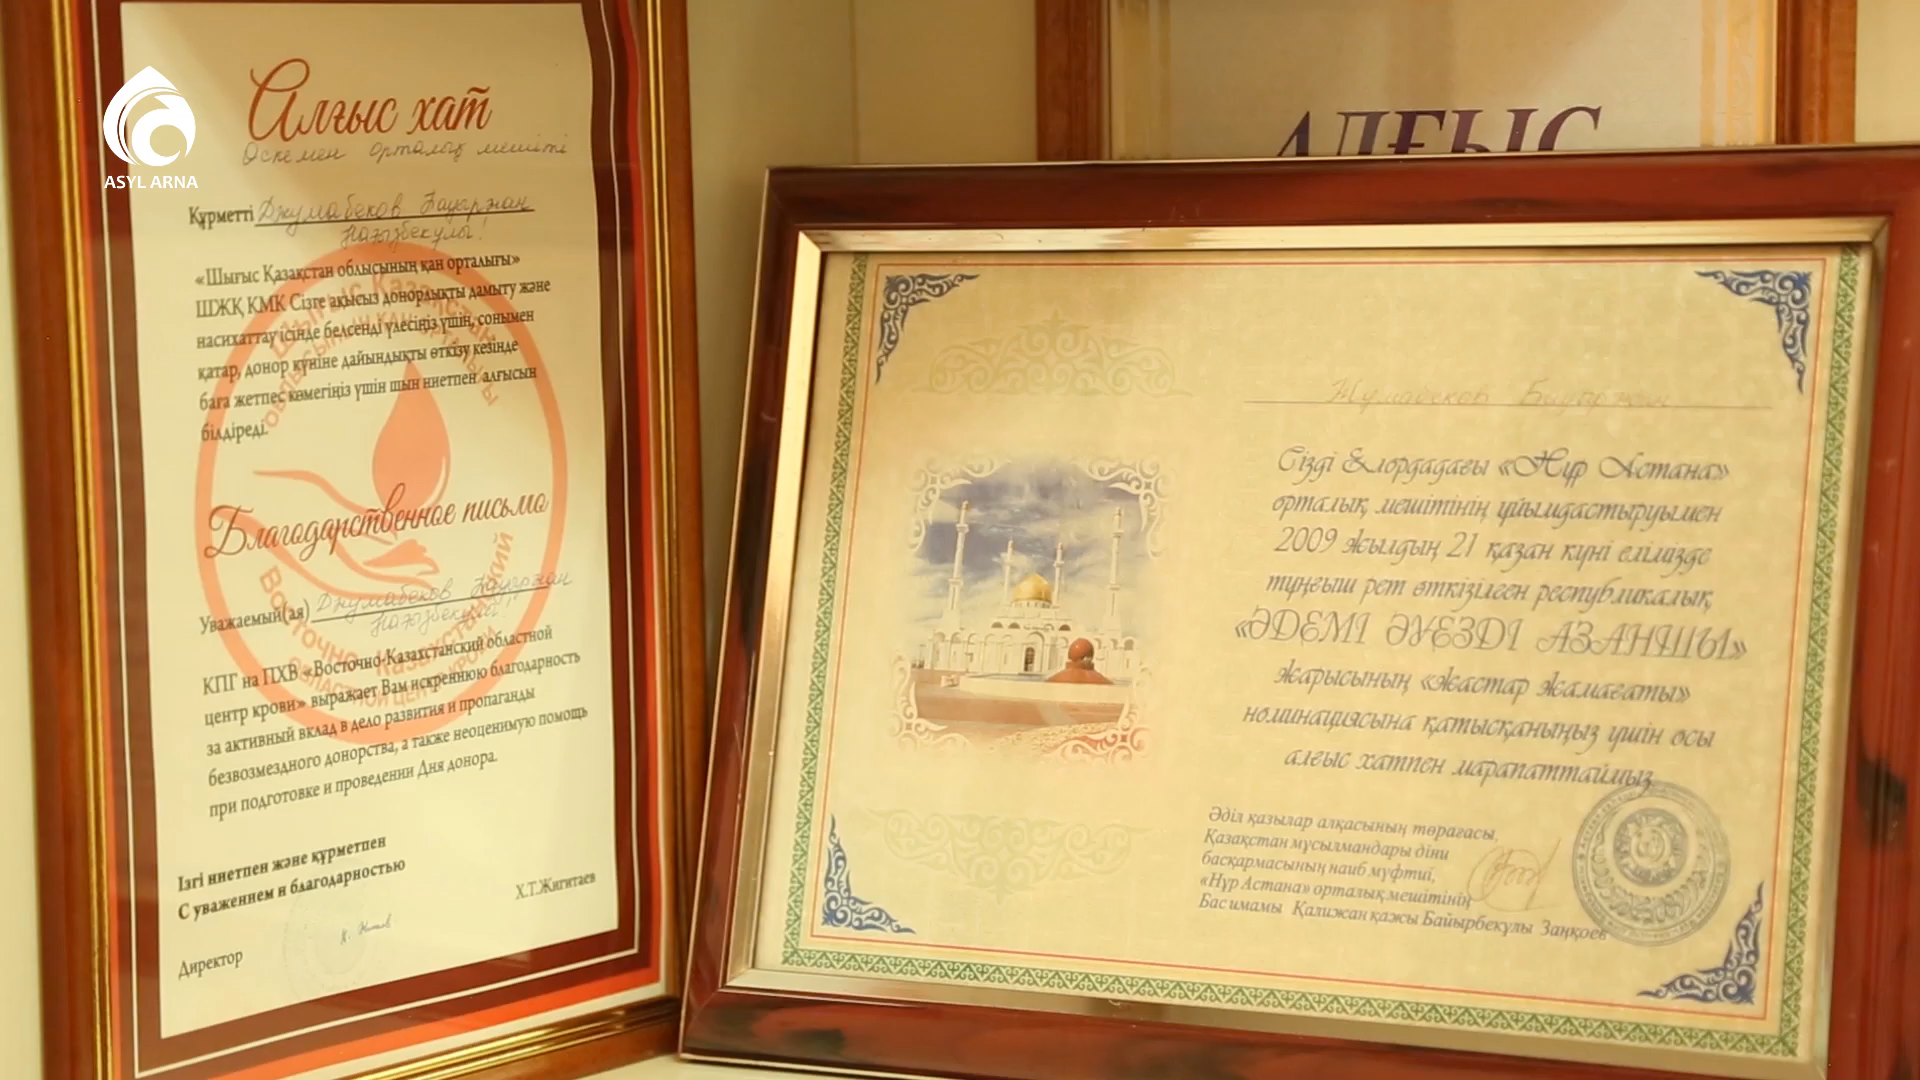 ASYL ARNA
Алғыс хат
Өскемен орталық мешіті
Құрметті Джумабеков Бауыржан
Нағызбекұлы!
«Шығыс Қазақстан облысының қан орталығы»
ШЖҚ КМК Сізге ақысыз донорлықты дамыту және
насихаттау ісінде белсенді үлесіңіз үшін, сонымен
қатар, донор күніне дайындықты өткізу кезінде
баға жетпес көмегіңіз үшін шын ниетпен алғысын
білдіреді.
Благодарственное письмо
Уважаемый(ая) Джумабеков Бауыржан
Нағызбекұлы!
КПГ на ПХВ «Восточно-Казахстанский областной
центр крови» выражает Вам искреннюю благодарность
за активный вклад в дело развития и пропаганды
безвозмездного донорства, а также неоценимую помощь
при подготовке и проведении Дня донора.
Ізгі ниетпен және құрметпен
С уважением и благодарностью
Х.Т.Жигитаев
Директор
АЛҒЫС
Жумабеков Бауыржан
Сізді Елордадағы «Нұр Астана»
орталық мешітінің ұйымдастыруымен
2009 жылдың 21 қазан күні елімізде
тұңғыш рет өткізілген республикалық
«ӘДЕМІ ӘУЕЗДІ АЗАНШЫ»
жарысының «жастар жамағаты»
номинациясына қатысқаныңыз үшін осы
алғыс хатпен марапаттаймыз
Әділ қазылар алқасының төрағасы,
Қазақстан мұсылмандары діни
басқармасының наиб мүфтиі,
«Нұр Астана» орталық мешітінің
Бас имамы Қалижан қажы Байырбекұлы Заңқоев